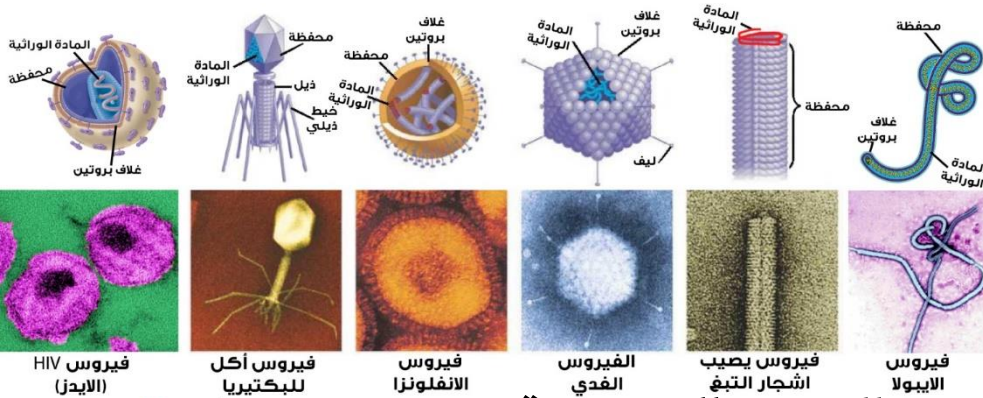 محفظة
غلاف
بروتين
المادة
الوراثية
المادة
الوراثية
محفظة
غلاف
بروتين
المادة
الوراثية
ليف
غلاف
بروتين
محفظة
المادة
الوراثية
محفظة
المادة
الوراثية
ذيل
خيط
ذيلي
المادة الوراثية
محفظة
غلاف بروتين
فيروس
الايبولا
فيروس يصيب
اشجار التبغ
الفيروس
الغدي
فيروس
الانفلونزا
فيروس أكل
للبكتيريا
فيروس HIV
(الايدز)